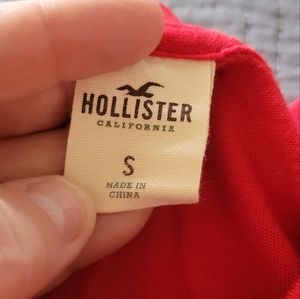 HOLLISTER
CALIFORNIA
S
MADE IN
CHINA